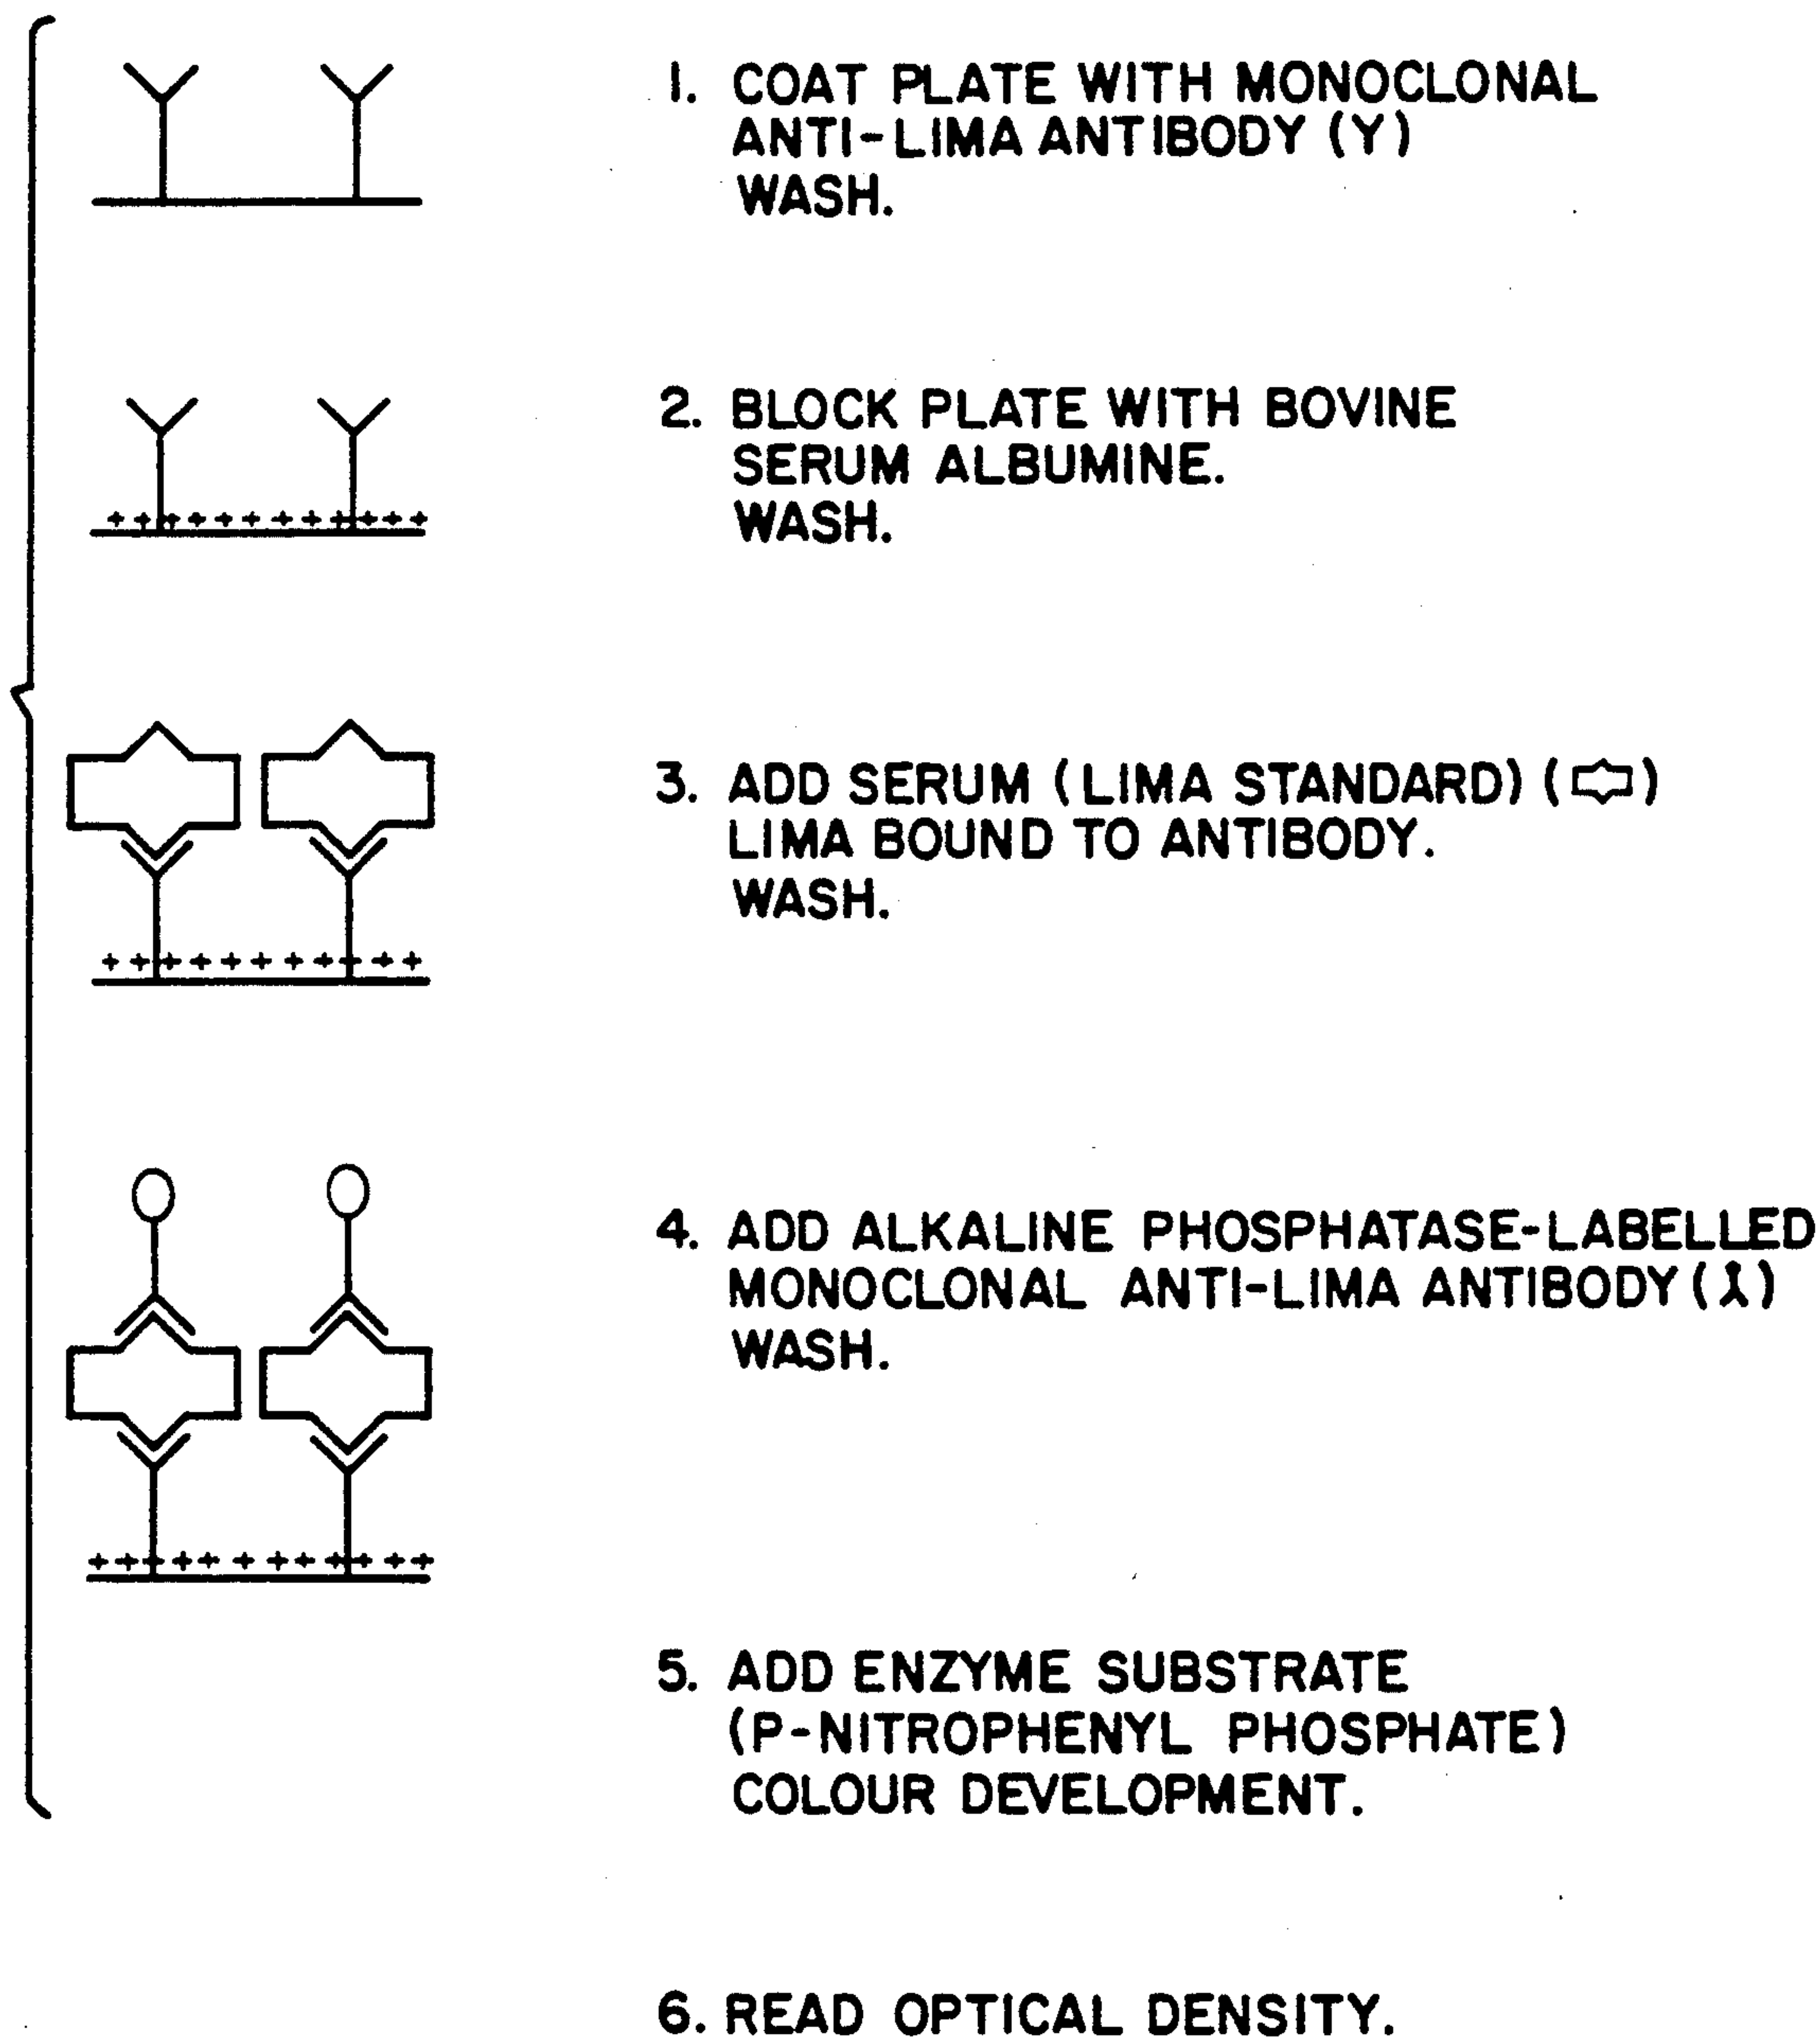 1. COAT PLATE WITH MONOCLONAL
ANTI-LIMA ANTIBODY (Y)
WASH.
2. BLOCK PLATE WITH BOVINE
SERUM ALBUMINE.
WASH.
3. ADD SERUM (LIMA STANDARD) ( )
LIMA BOUND TO ANTIBODY.
WASH.
4. ADD ALKALINE PHOSPHATASE-LABELLED
MONOCLONAL ANTI-LIMA ANTIBODY ( )
WASH.
5. ADD ENZYME SUBSTRATE
(P-NITROPHENYL PHOSPHATE)
COLOUR DEVELOPMENT.
6. READ OPTICAL DENSITY.